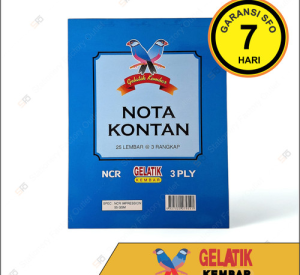 GARANSI SFO
7
HARI
Gelatik Kembar
NOTA
KONTAN
25 LEMBAR @ 3 RANGKAP
NCR
GELATIK
KEMBAR
3 PLY
GELATIK
KEMBAR